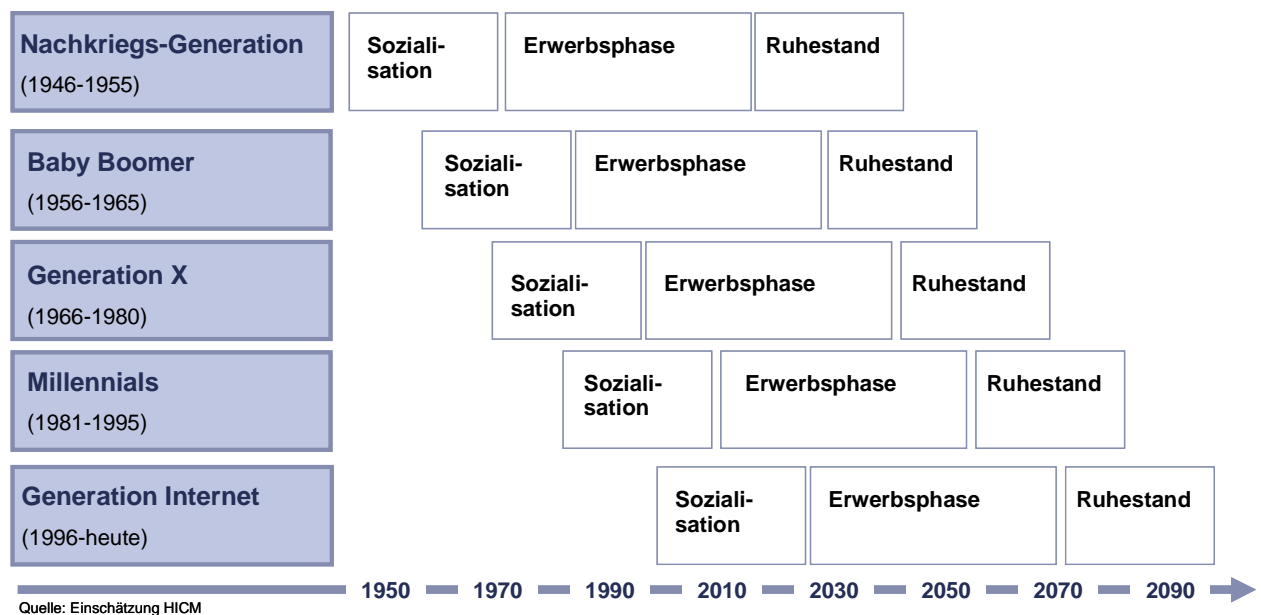 Nachkriegs-Generation
(1946-1955)
Soziali-
sation
Erwerbsphase
Ruhestand
Baby Boomer
(1956-1965)
Soziali-
sation
Erwerbsphase
Ruhestand
Generation X
(1966-1980)
Soziali-
sation
Erwerbsphase
Ruhestand
Millennials
(1981-1995)
Soziali-
sation
Erwerbsphase
Ruhestand
Generation Internet
(1996-heute)
Soziali-
sation
Erwerbsphase
Ruhestand
1950 1970 1990 2010 2030 2050 2070 2090
Quelle: Einschätzung HICM